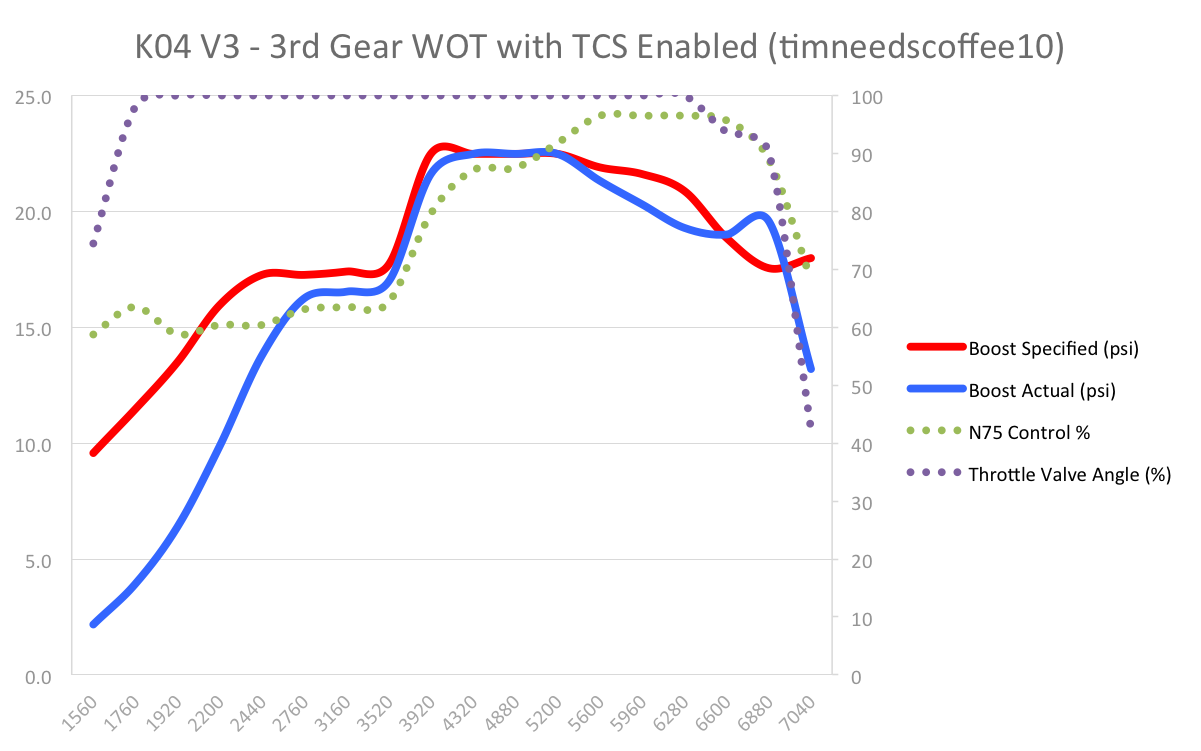 K04 V3 - 3rd Gear WOT with TCS Enabled (timneedscoffee10)
25.0
20.0
15.0
10.0
5.0
0.0
100
90
80
70
60
50
40
30
20
10
0
1560 1760 1920 2200 2440 2760 3160 3520 3920 4320 4880 5200 5600 5960 6280 6600 6880 7040
Boost Specified (psi)
Boost Actual (psi)
N75 Control %
Throttle Valve Angle (%)